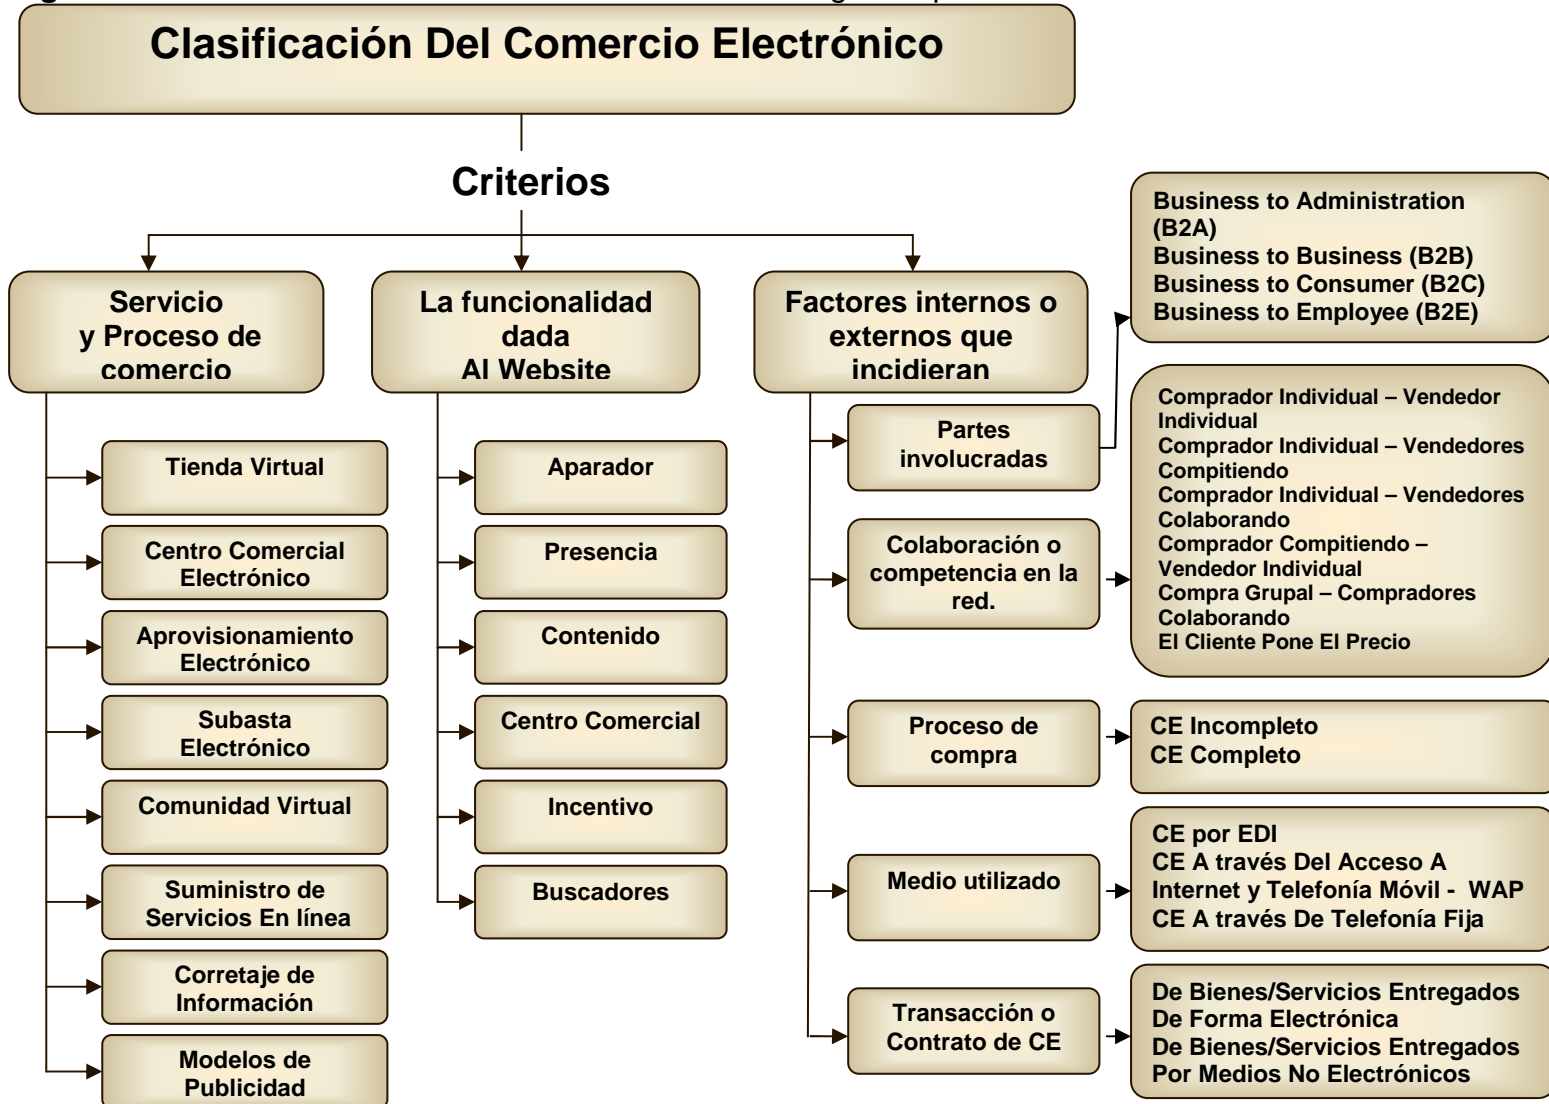 Clasificación Del Comercio Electrónico
Criterios
Servicio
y Proceso de
comercio
Tienda Virtual
Centro Comercial
Electrónico
Aprovisionamiento
Electrónico
Subasta
Electrónico
Comunidad Virtual
Suministro de
Servicios En línea
Corretaje de
Información
Modelos de
Publicidad
La funcionalidad
dada
Al Website
Aparador
Presencia
Contenido
Centro Comercial
Incentivo
Buscadores
Factores internos o
externos que
incidieran
Partes
involucradas
Business to Administration
(B2A)
Business to Business (B2B)
Business to Consumer (B2C)
Business to Employee (B2E)
Colaboración o
competencia en la
red.
Comprador Individual – Vendedor
Individual
Comprador Individual – Vendedores
Compitiendo
Comprador Individual – Vendedores
Colaborando
Comprador Compitiendo –
Vendedor Individual
Compra Grupal – Compradores
Colaborando
El Cliente Pone El Precio
Proceso de
compra
CE Incompleto
CE Completo
Medio utilizado
CE por EDI
CE A través Del Acceso A
Internet y Telefonía Móvil - WAP
CE A través De Telefonía Fija
Transacción o
Contrato de CE
De Bienes/Servicios Entregados
De Forma Electrónica
De Bienes/Servicios Entregados
Por Medios No Electrónicos